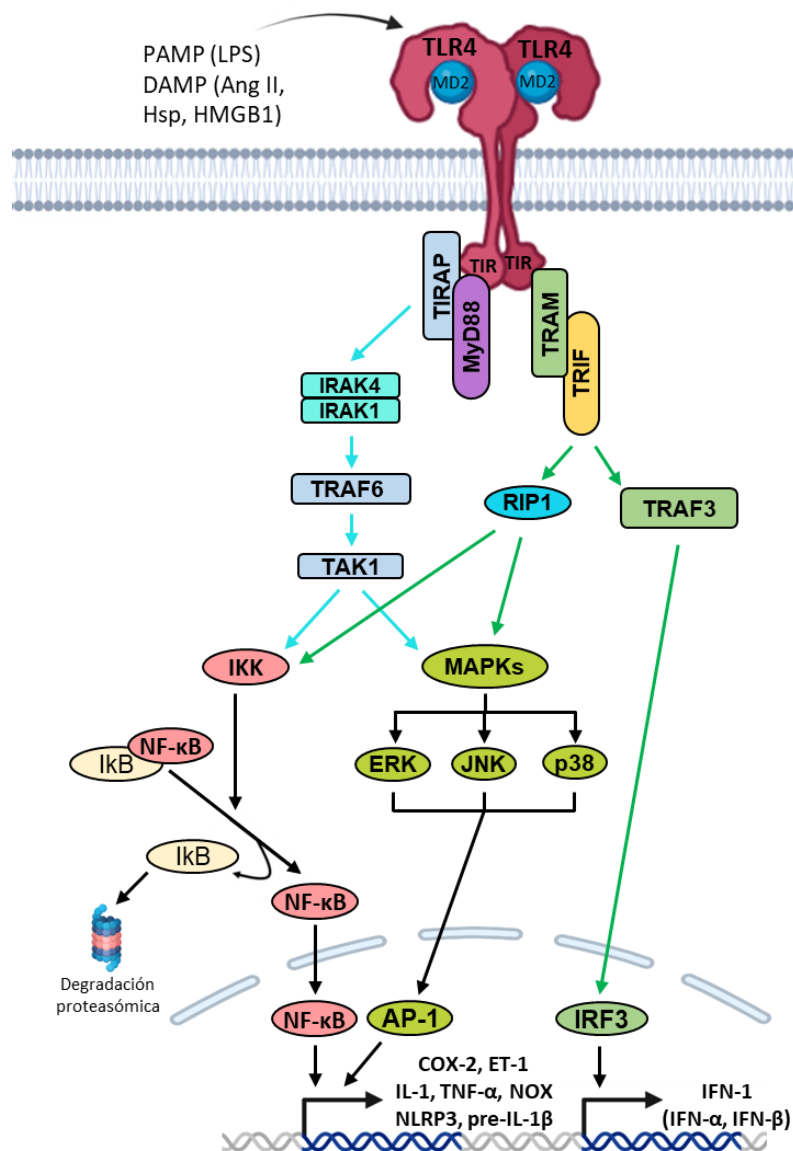 PAMP (LPS)
DAMP (Ang II,
Hsp, HMGB1)
TLR4
TLR4
MD2
MD2
TIR
TIR
TIRAP
MyD88
TRAM
TRIF
IRAK4
IRAK1
TRAF6
RIP1
TRAF3
TAK1
IKK
MAPKs
NF-κB
IkB
ERK
JNK
p38
IkB
NF-κB
Degradación
proteasómica
NF-κB
AP-1
IRF3
COX-2, ET-1
IL-1, TNF-α, NOX
NLRP3, pre-IL-1β
IFN-1
(IFN-α, IFN-β)